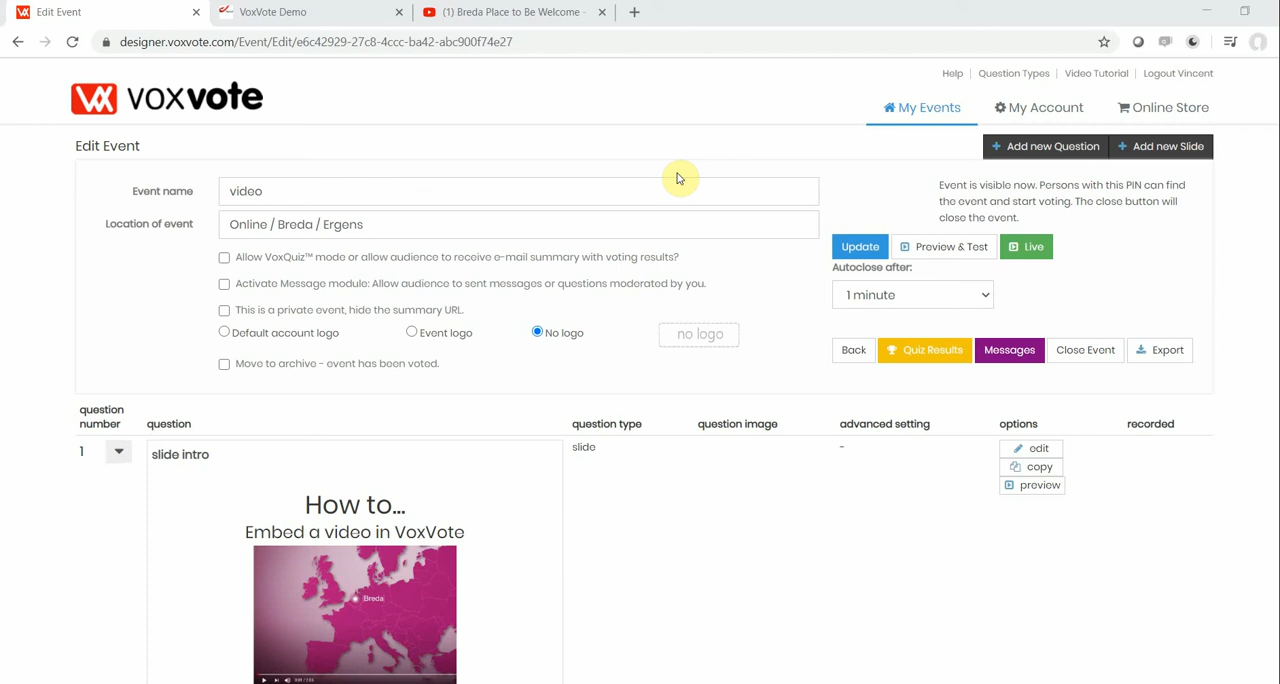 Edit Event
VoxVote Demo
(1) Breda Place to Be Welcome -
designer.voxvote.com/Event/Edit/e6c42929-27c8-4ccc-ba42-abc900f74e27
Help
Question Types
Video Tutorial
Logout Vincent
voxvote
My Events
My Account
Online Store
Edit Event
+ Add new Question
+ Add new Slide
Event name
video
Location of event
Online / Breda / Ergens
Event is visible now. Persons with this PIN can find
the event and start voting. The close button will
close the event.
Allow VoxQuiz™ mode or allow audience to receive e-mail summary with voting results?
Activate Message module: Allow audience to sent messages or questions moderated by you.
This is a private event, hide the summary URL.
Default account logo
Event logo
No logo
no logo
Move to archive - event has been voted.
Update
Preview & Test
Live
Autoclose after:
1 minute
Back
Quiz Results
Messages
Close Event
Export
question number
question
question type
question image
advanced setting
options
recorded
1
slide intro
slide
-
edit
copy
preview
How to...
Embed a video in VoxVote
Breda